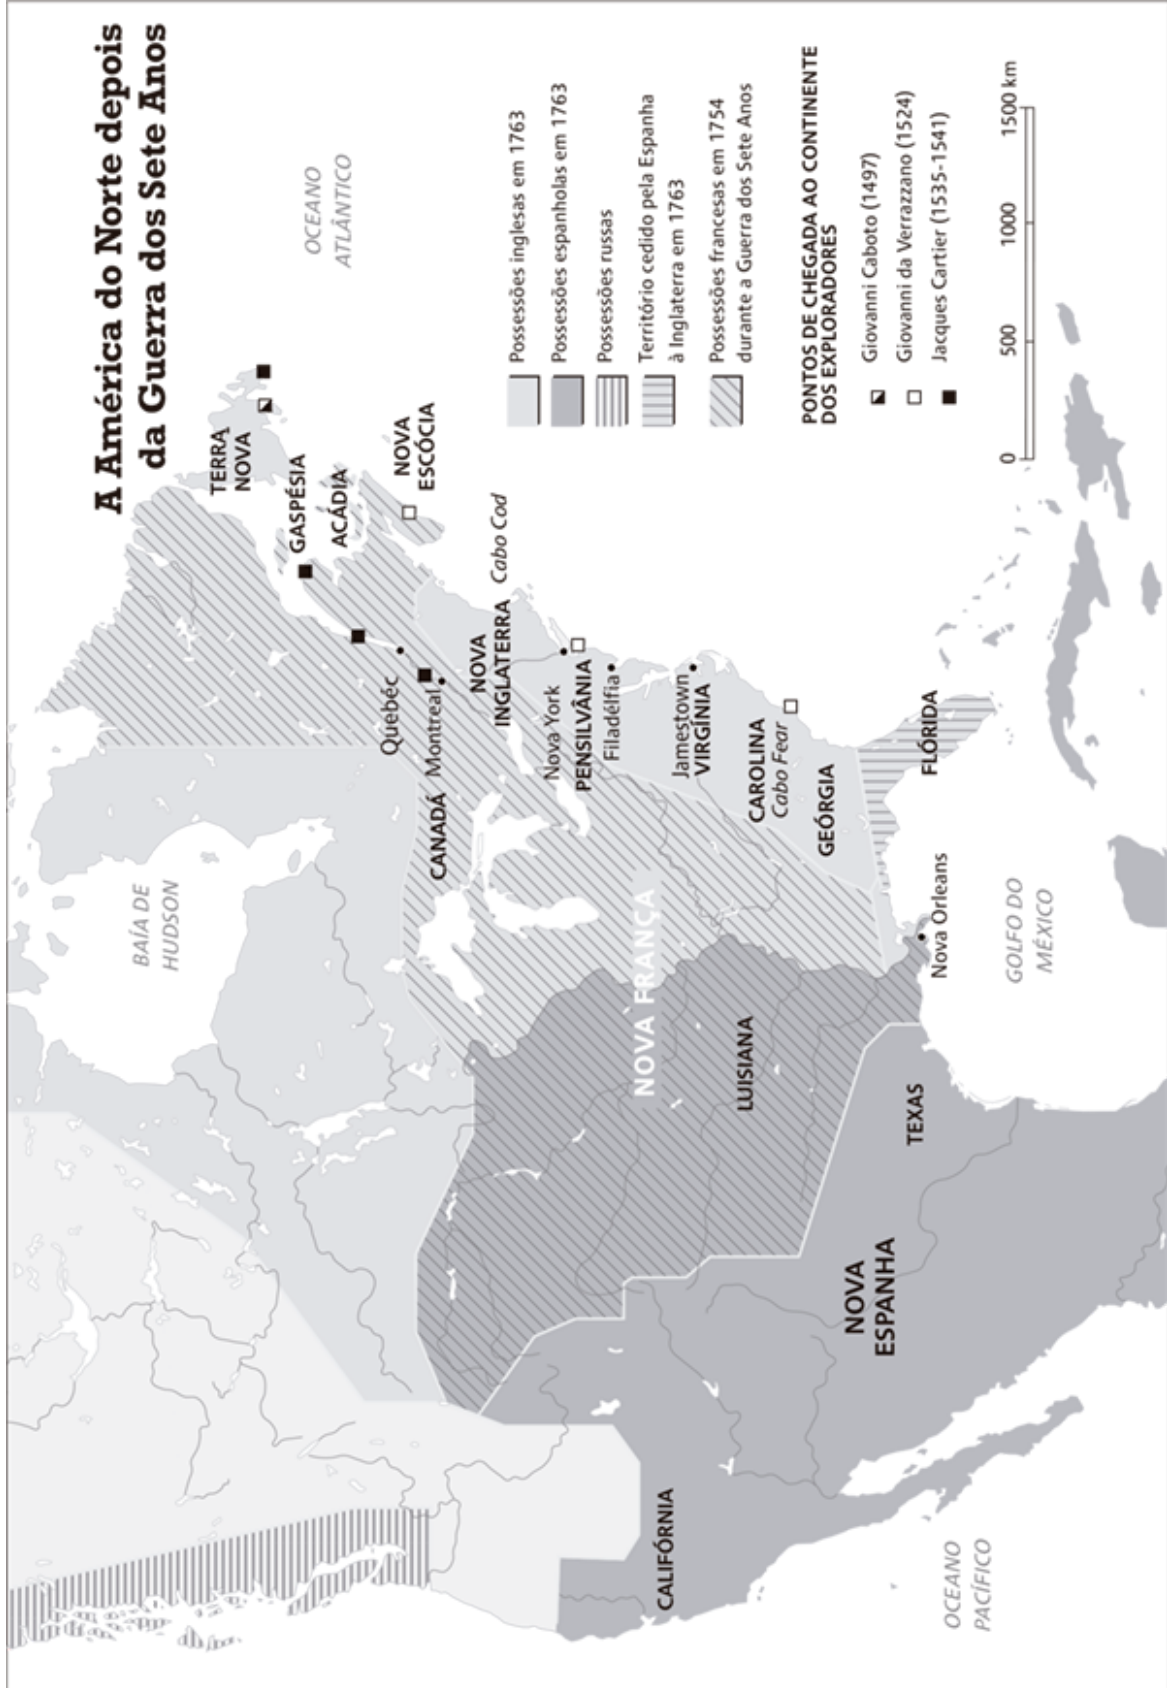 A América do Norte depois
da Guerra dos Sete Anos
OCEANO
ATLÂNTICO
BAÍA DE
HUDSON
TERRA
NOVA
GASPÉSIA
ACÁDIA
NOVA
ESCÓCIA
Quebéc
Montreal
CANADÁ
NOVA
INGLATERRA
Cabo Cod
Nova York
PENSILVÂNIA
Filadélfia
Jamestown
VIRGÍNIA
CAROLINA
Cabo Fear
GEÓRGIA
FLÓRIDA
NOVA FRANÇA
LUISIANA
Nova Orleans
TEXAS
NOVA
ESPANHA
CALIFÓRNIA
GOLFO DO
MÉXICO
OCEANO
PACÍFICO
Possessões inglesas em 1763
Possessões espanholas em 1763
Possessões russas
Território cedido pela Espanha
à Inglaterra em 1763
Possessões francesas em 1754
durante a Guerra dos Sete Anos
PONTOS DE CHEGADA AO CONTINENTE
DOS EXPLORADORES
Giovanni Caboto (1497)
Giovanni da Verrazzano (1524)
Jacques Cartier (1535-1541)
0 500 1000 1500 km